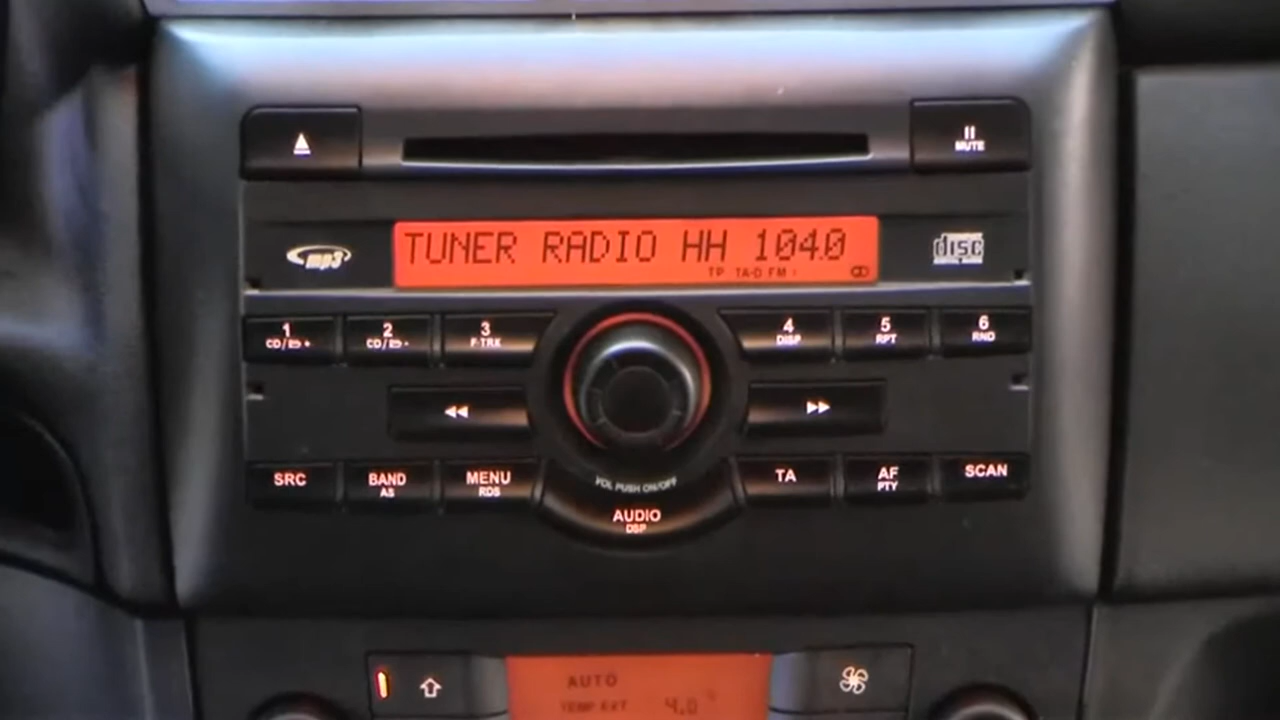 MUTE
mp3
TUNER RADIO HH 104.0
disc
TP TA-D FM
1 2 3 4 5 6
CD/ + CD/ - F-TRK DISP RPT RND
SRC BAND MENU TA AF SCAN
AS RDS PTY
VOL PUSH ON/OFF
AUDIO
DSP
AUTO
TEMP EXT 4.0